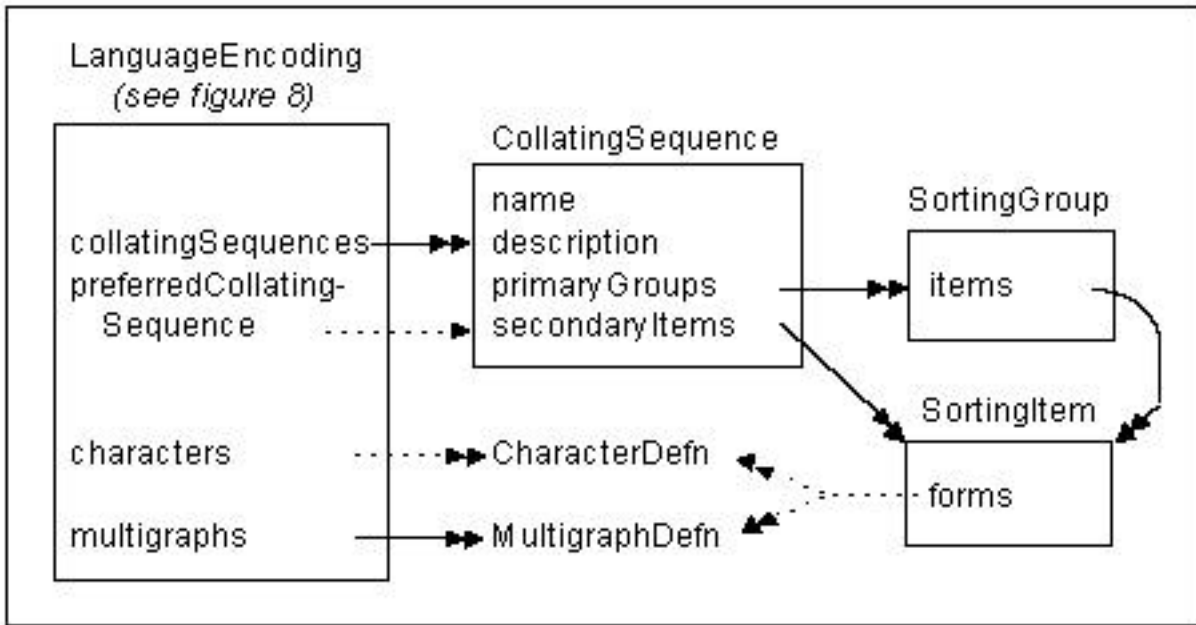 LanguageEncoding
(see figure 8)
collatingSequences
preferredCollating-
Sequence
characters
multigraphs
CollatingSequence
name
description
primaryGroups
secondaryItems
CharacterDefn
MultigraphDefn
SortingGroup
items
SortingItem
forms